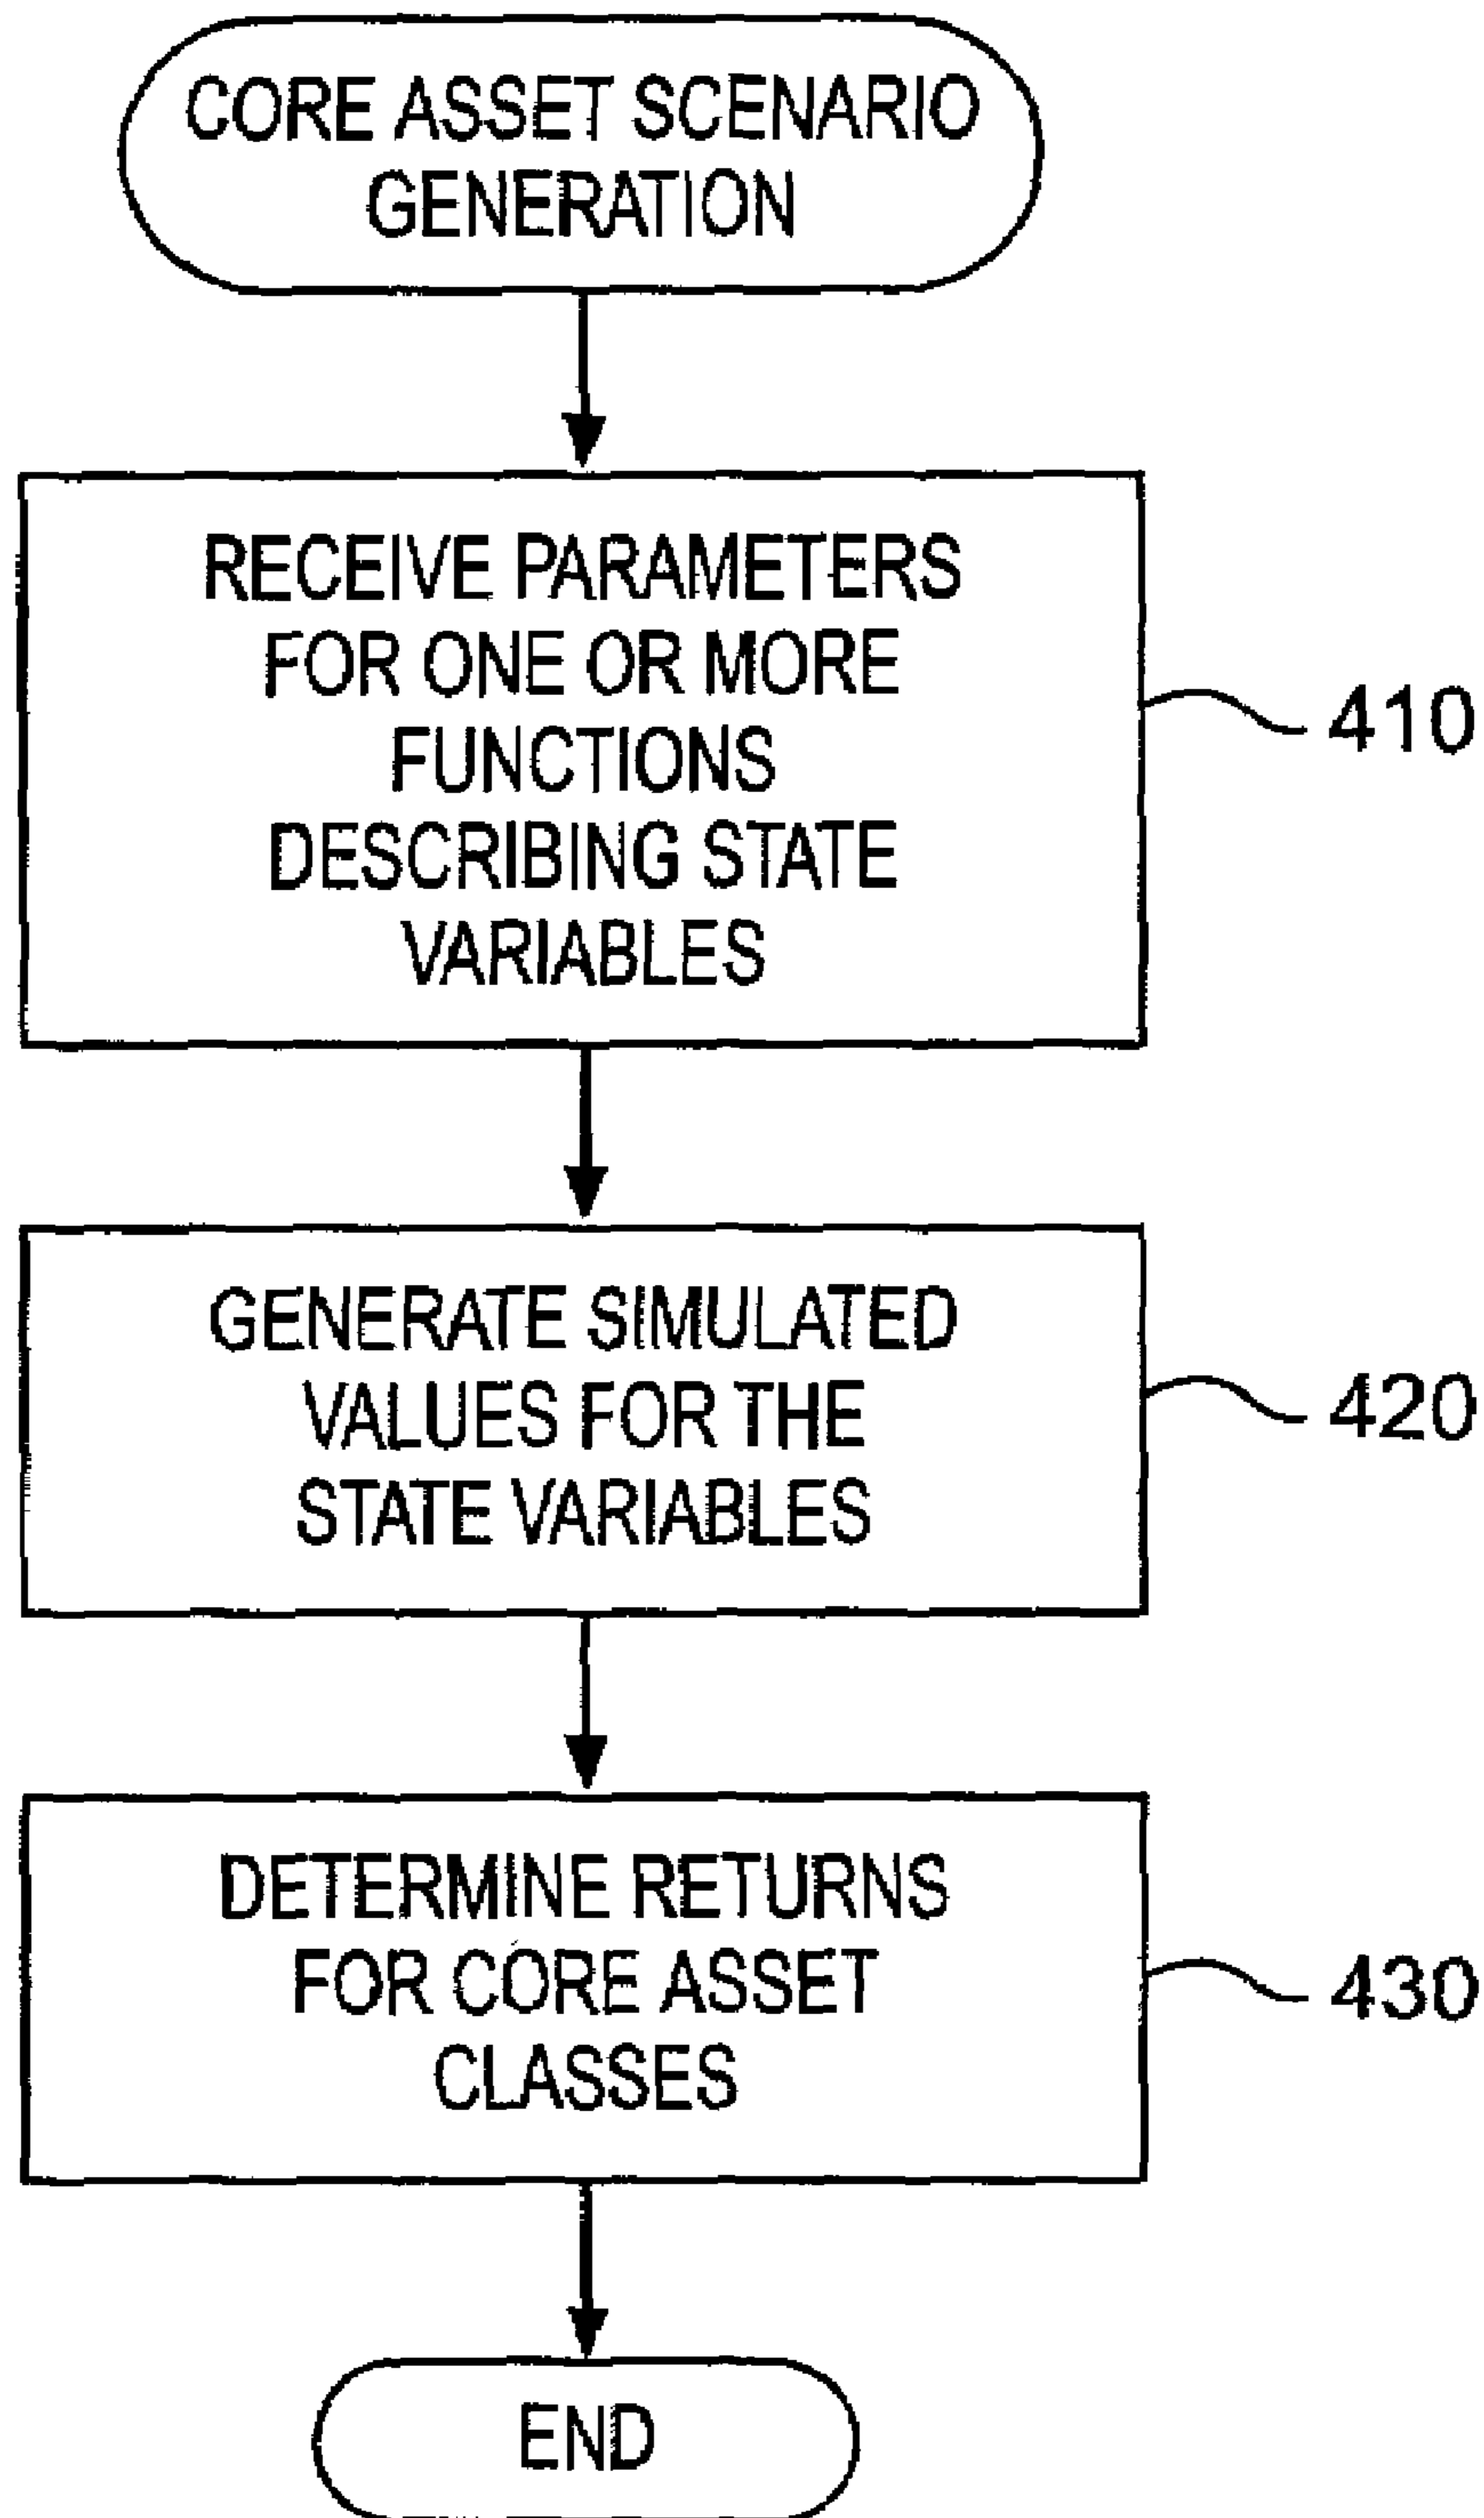 CORE ASSET SCENARIO
GENERATION
RECEIVE PARAMETERS
FOR ONE OR MORE
FUNCTIONS
DESCRIBING STATE
VARIABLES
410
GENERATE SIMULATED
VALUES FOR THE
STATE VARIABLES
420
DETERMINE RETURNS
FOR CORE ASSET
CLASSES
430
END